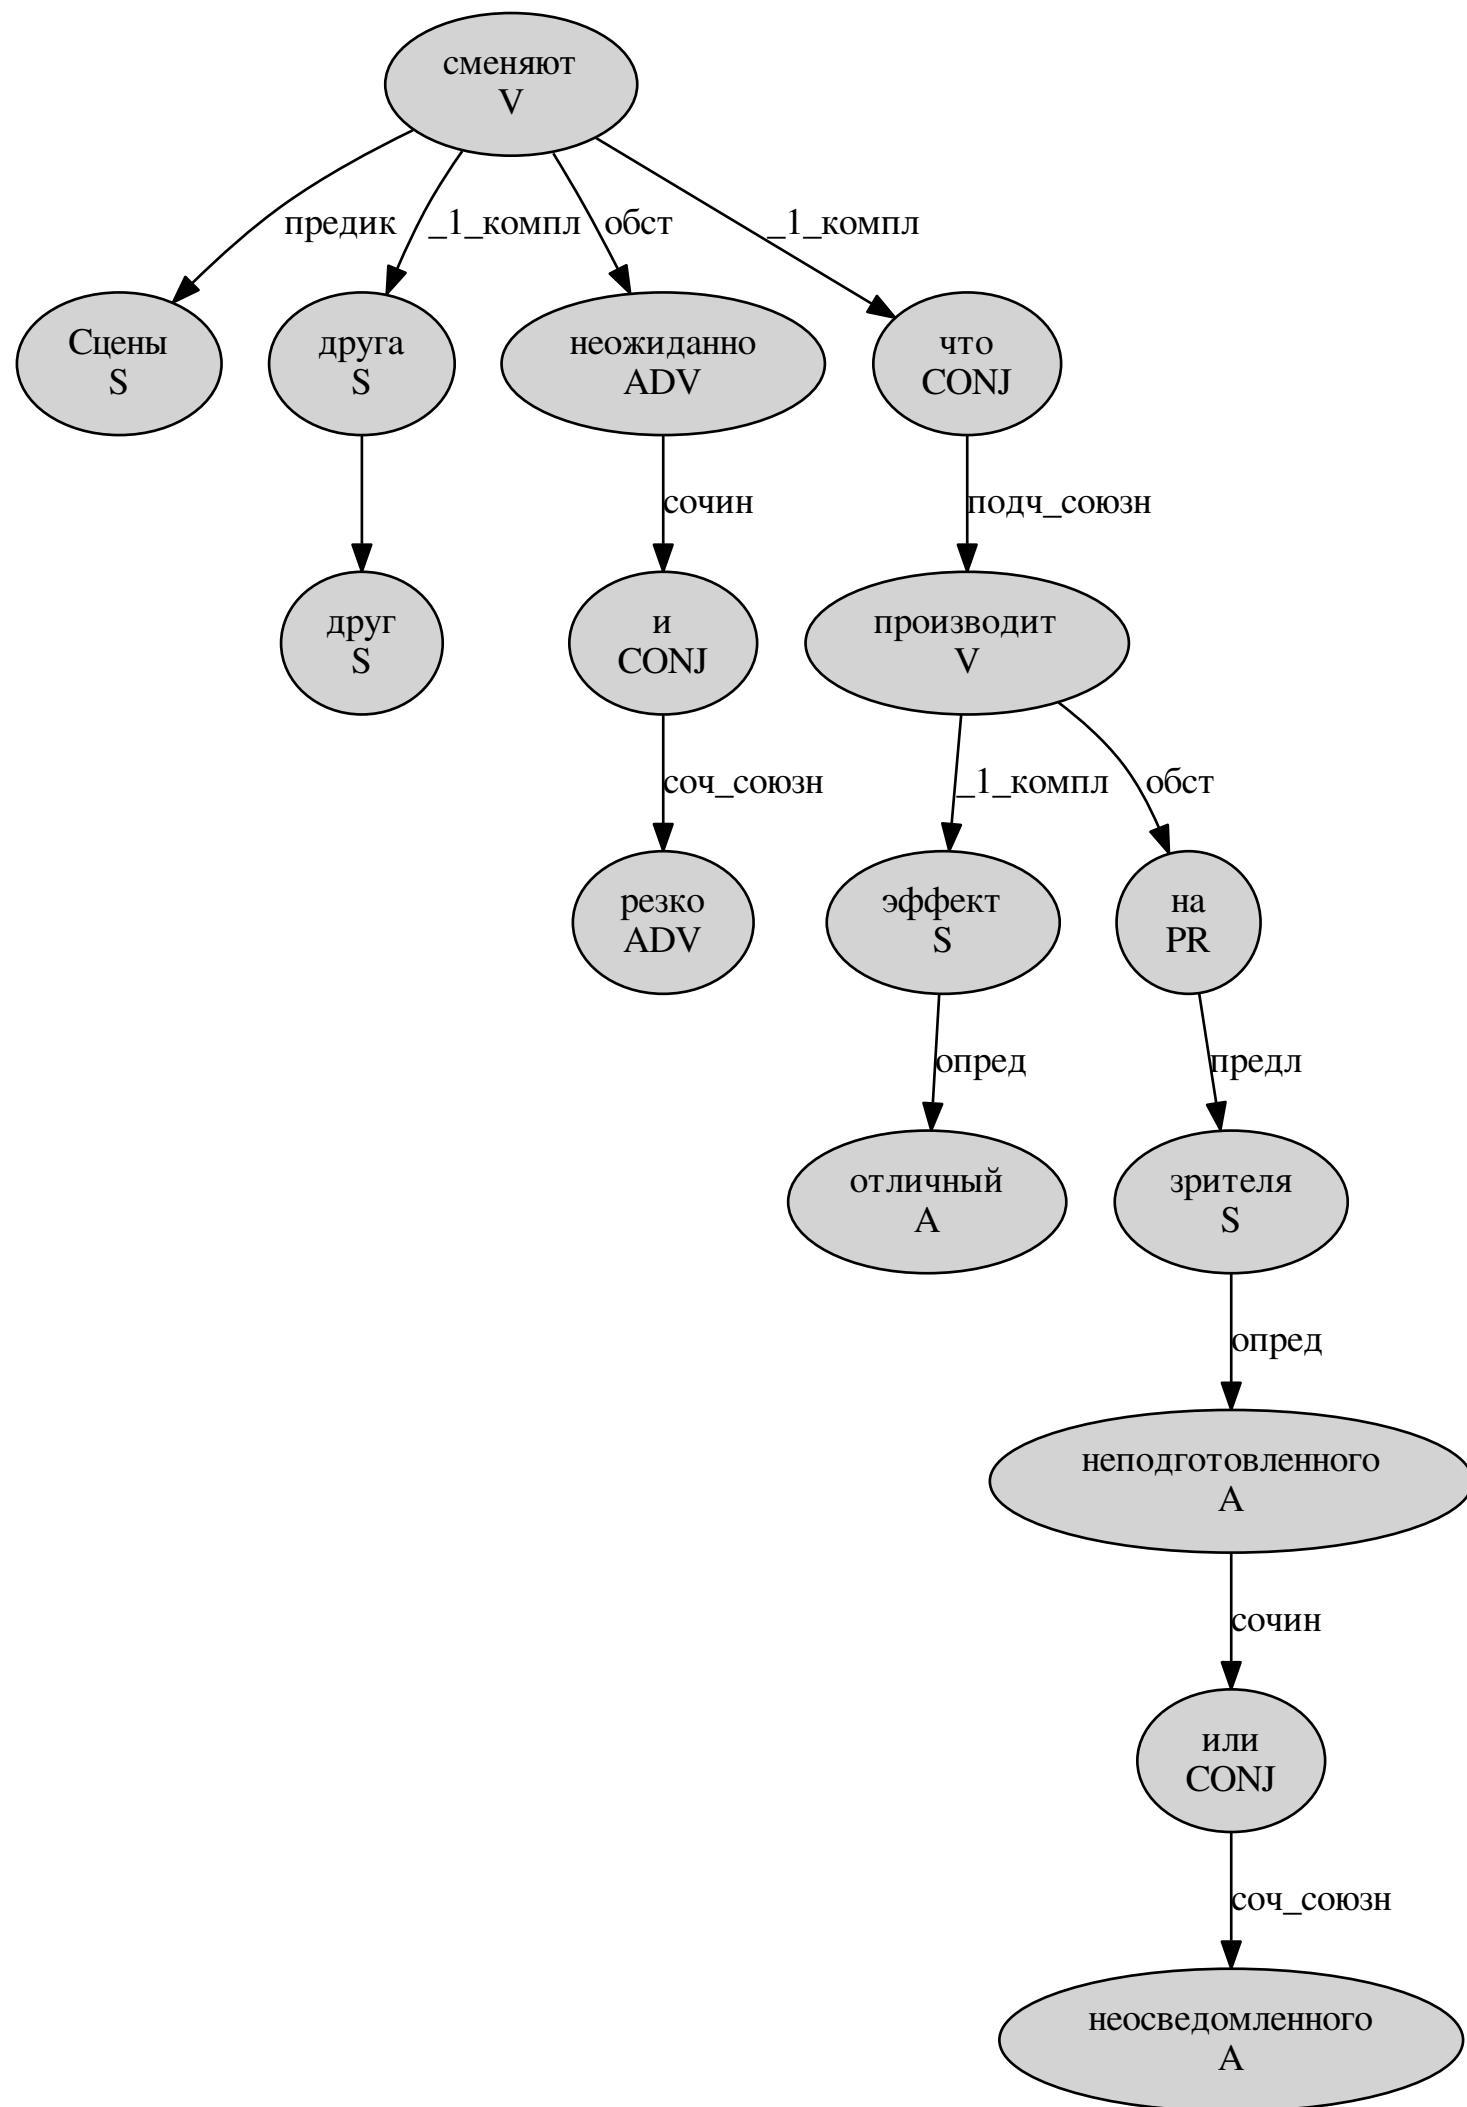 сменяют
V
предик
_1_компл
обст
_1_компл
Сцены
S
друга
S
неожиданно
ADV
что
CONJ
сочин
подч_союзн
друг
S
и
CONJ
производит
V
соч_союзн
_1_компл
обст
резко
ADV
эффект
S
на
PR
опред
предл
отличный
A
зрителя
S
опред
неподготовленного
A
сочин
или
CONJ
соч_союзн
неосведомленного
A